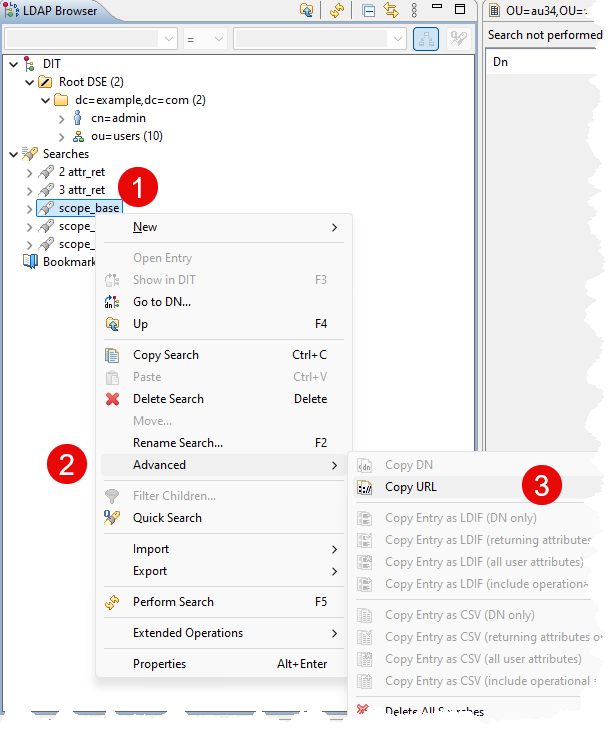 LDAP Browser
OU=au34,OU=
=
Search not performed
Dn
DIT
Root DSE (2)
dc=example,dc=com (2)
cn=admin
ou=users (10)
Searches
2 attr_ret
3 attr_ret
1
scope_base
scope_
scope_
Bookmark
New
Open Entry
Show in DIT F3
Go to DN...
Up F4
Copy Search Ctrl+C
Paste Ctrl+V
Delete Search Delete
Move...
Rename Search... F2
2
Advanced
Filter Children...
Quick Search
Import
Export
Perform Search F5
Extended Operations
Properties Alt+Enter
Copy DN
Copy URL
3
Copy Entry as LDIF (DN only)
Copy Entry as LDIF (returning attributes
Copy Entry as LDIF (all user attributes)
Copy Entry as LDIF (include operational
Copy Entry as CSV (DN only)
Copy Entry as CSV (returning attributes o
Copy Entry as CSV (all user attributes)
Copy Entry as CSV (include operational
Delete All Searches